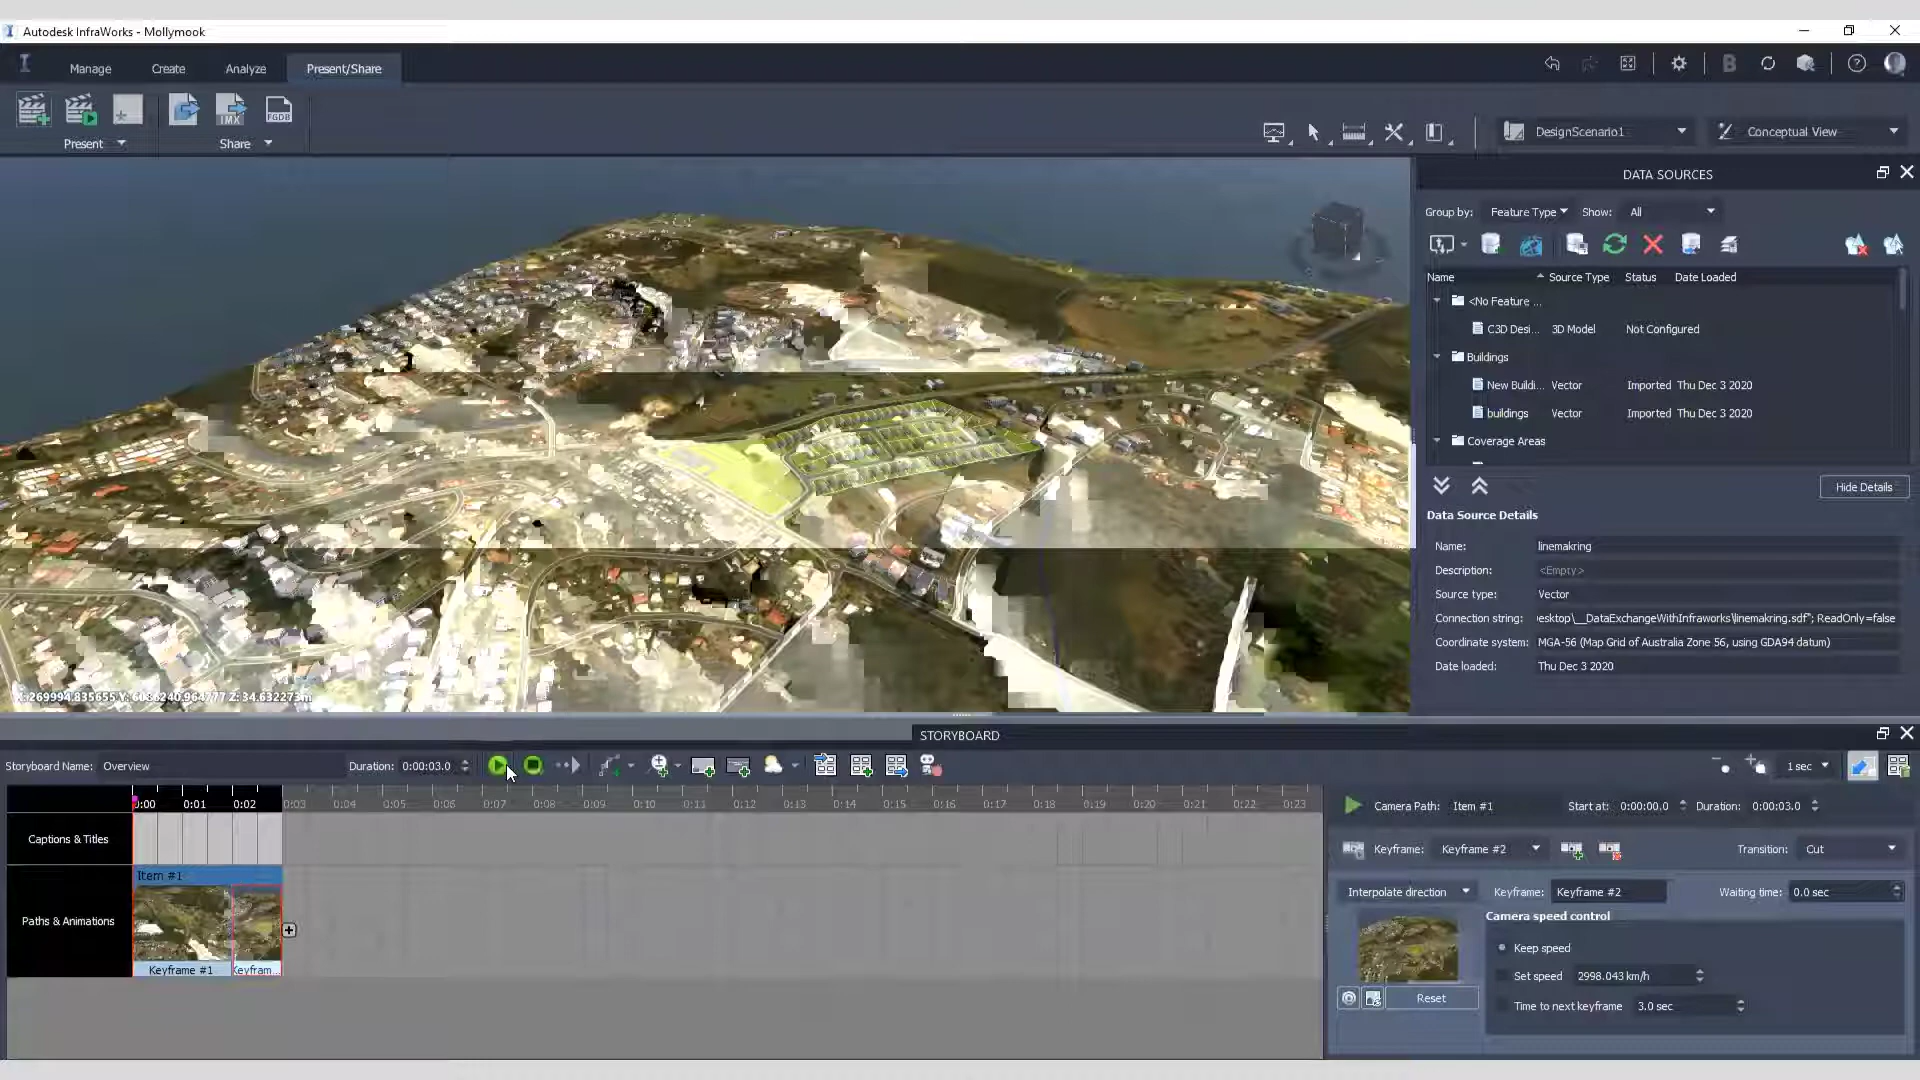 Autodesk InfraWorks - Mollymook
Manage Create Analyze Present/Share
IMX FGDB
Present Share
DesignScenario1 Conceptual View
DATA SOURCES
Group by: Feature Type Show: All
Name Source Type Status Date Loaded
<No Feature ...
C3D Desi... 3D Model Not Configured
Buildings
New Buildi... Vector Imported Thu Dec 3 2020
buildings Vector Imported Thu Dec 3 2020
Coverage Areas
Hide Details
Data Source Details
Name: linemakring
Description: <Empty>
Source type: Vector
Connection string: esktop\__DataExchangeWithInfraworks\linemakring.sdf"; ReadOnly=false
Coordinate system: MGA-56 (Map Grid of Australia Zone 56, using GDA94 datum)
Date loaded: Thu Dec 3 2020
X:269994.835655 Y: 6086240.964777 Z: 34.632273m
STORYBOARD
Storyboard Name: Overview Duration: 0:00:03.0
1 sec
0:00 0:01 0:02 0:03 0:04 0:05 0:06 0:07 0:08 0:09 0:10 0:11 0:12 0:13 0:14 0:15 0:16 0:17 0:18 0:19 0:20 0:21 0:22 0:23
Captions & Titles
Item #1
Paths & Animations
Keyframe #1 Keyfram...
Camera Path: Item #1 Start at: 0:00:00.0 Duration: 0:00:03.0
Keyframe: Keyframe #2 Transition: Cut
Interpolate direction Keyframe: Keyframe #2 Waiting time: 0.0 sec
Camera speed control
Keep speed
Set speed 2998.043 km/h
Reset
Time to next keyframe 3.0 sec